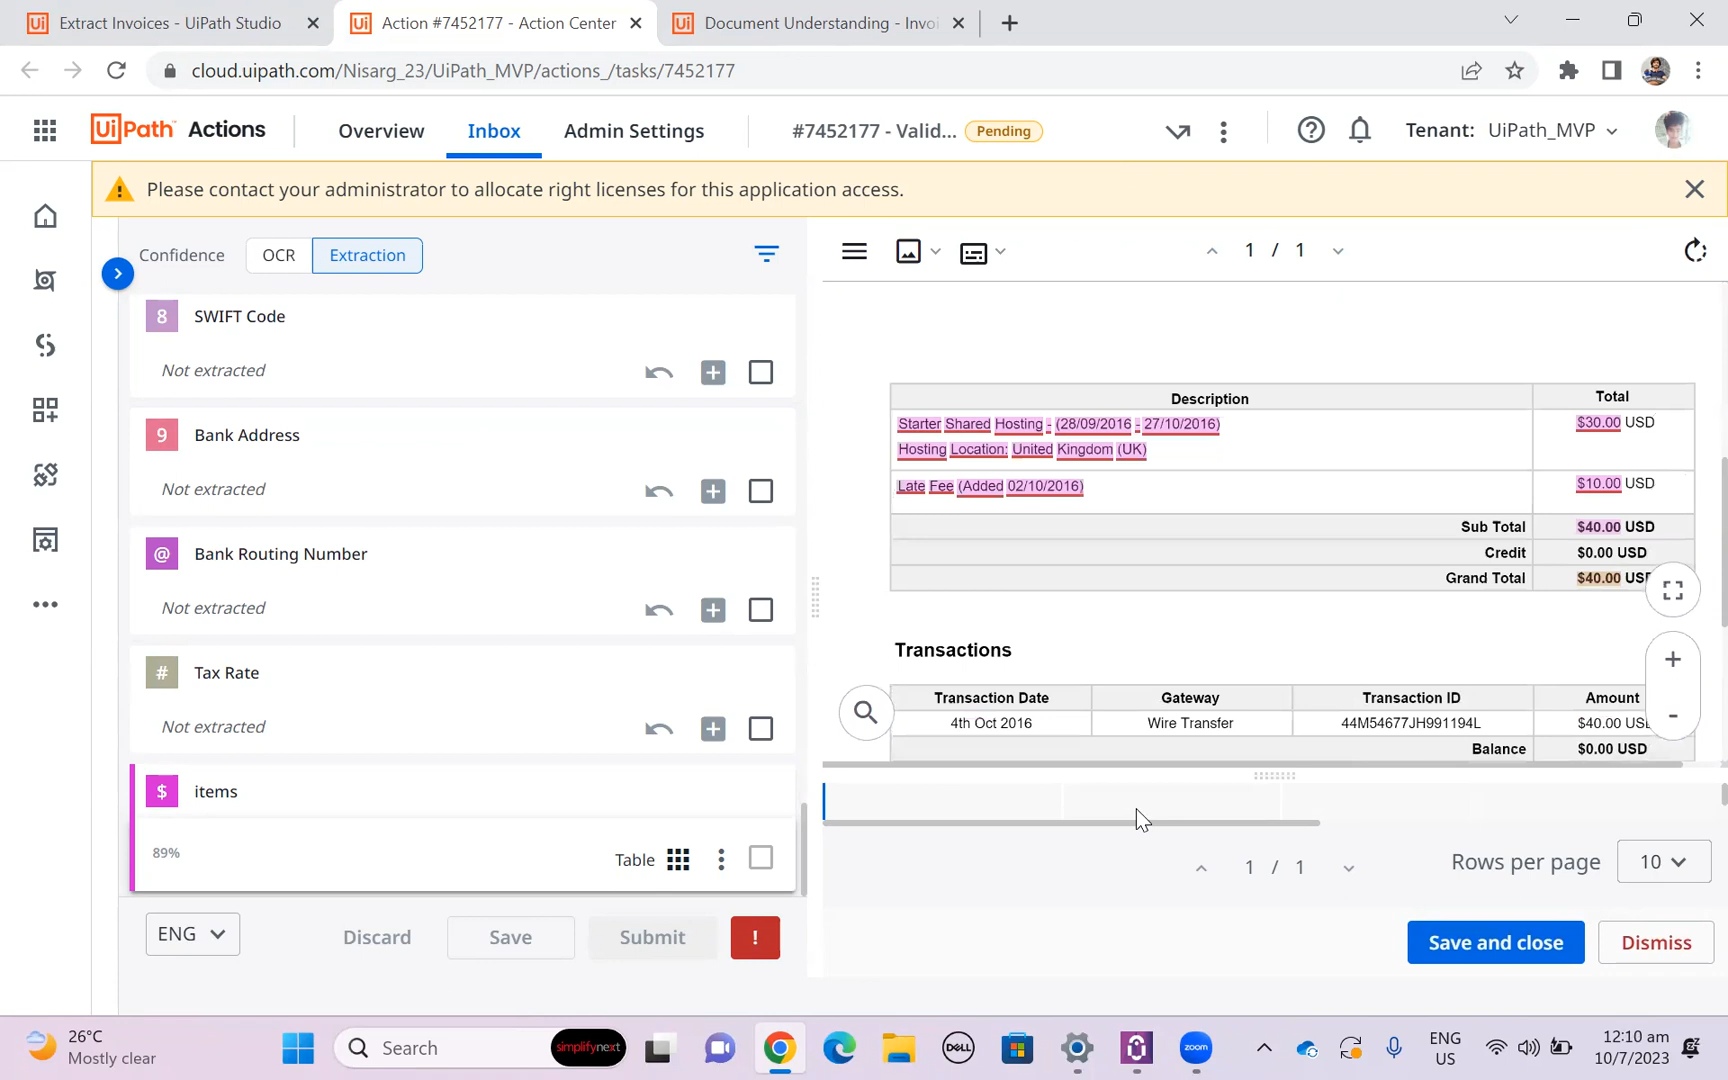 Extract Invoices - UiPath Studio
Action #7452177 - Action Center
Document Understanding - Invoi
cloud.uipath.com/Nisarg_23/UiPath_MVP/actions_/tasks/7452177
UiPath Actions
Overview
Inbox
Admin Settings
#7452177 - Valid...
Pending
Tenant: UiPath_MVP
Please contact your administrator to allocate right licenses for this application access.
Confidence
OCR
Extraction
1 / 1
8 SWIFT Code
Not extracted
9 Bank Address
Not extracted
@ Bank Routing Number
Not extracted
# Tax Rate
Not extracted
$ items
89%
Table
ENG
Discard
Save
Submit
!
Description Total
Starter Shared Hosting - (28/09/2016 - 27/10/2016) $30.00 USD
Hosting Location: United Kingdom (UK)
Late Fee (Added 02/10/2016) $10.00 USD
Sub Total $40.00 USD
Credit $0.00 USD
Grand Total $40.00 USD
Transactions
Transaction Date Gateway Transaction ID Amount
4th Oct 2016 Wire Transfer 44M54677JH991194L $40.00 USD
Balance $0.00 USD
1 / 1
Rows per page
10
Save and close
Dismiss
26°C
Mostly clear
Search
simplifynext
DELL
zoom
ENG
US
12:10 am
10/7/2023